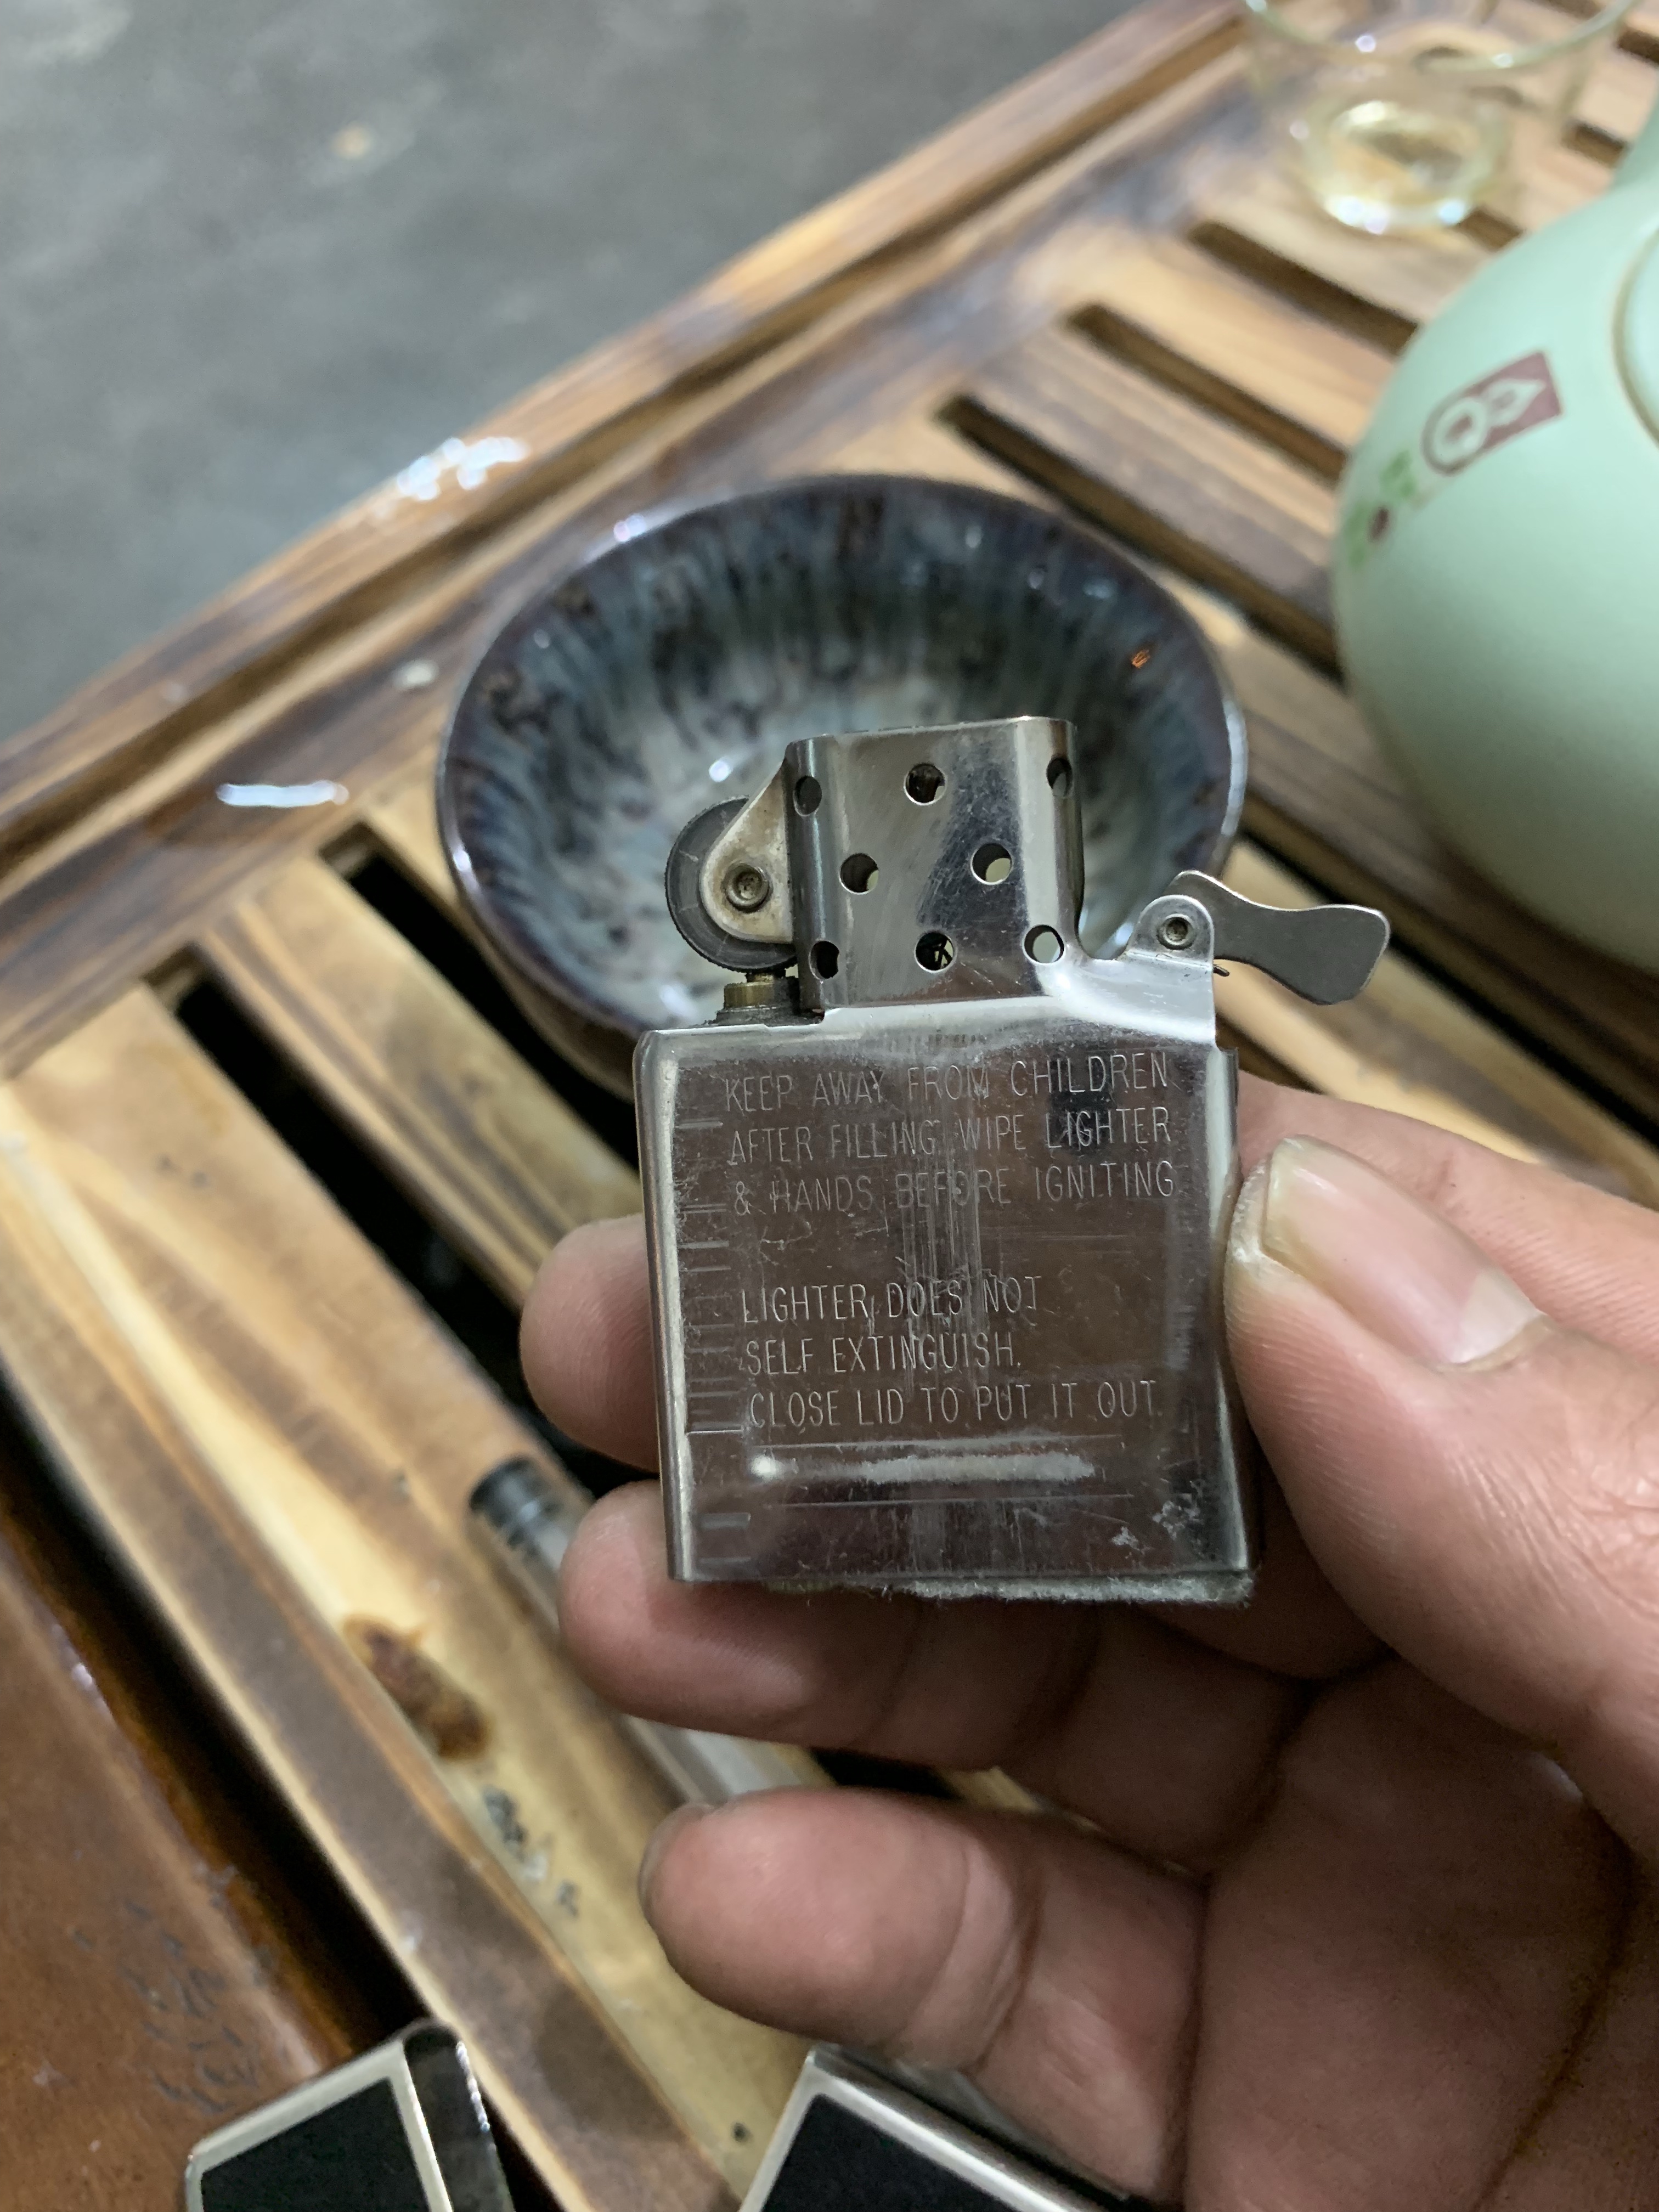 KEEP AWAY FROM CHILDREN
AFTER FILLING WIPE LIGHTER
& HANDS BEFORE IGNITING
LIGHTER DOES NOT
SELF EXTINGUISH.
CLOSE LID TO PUT IT OUT.